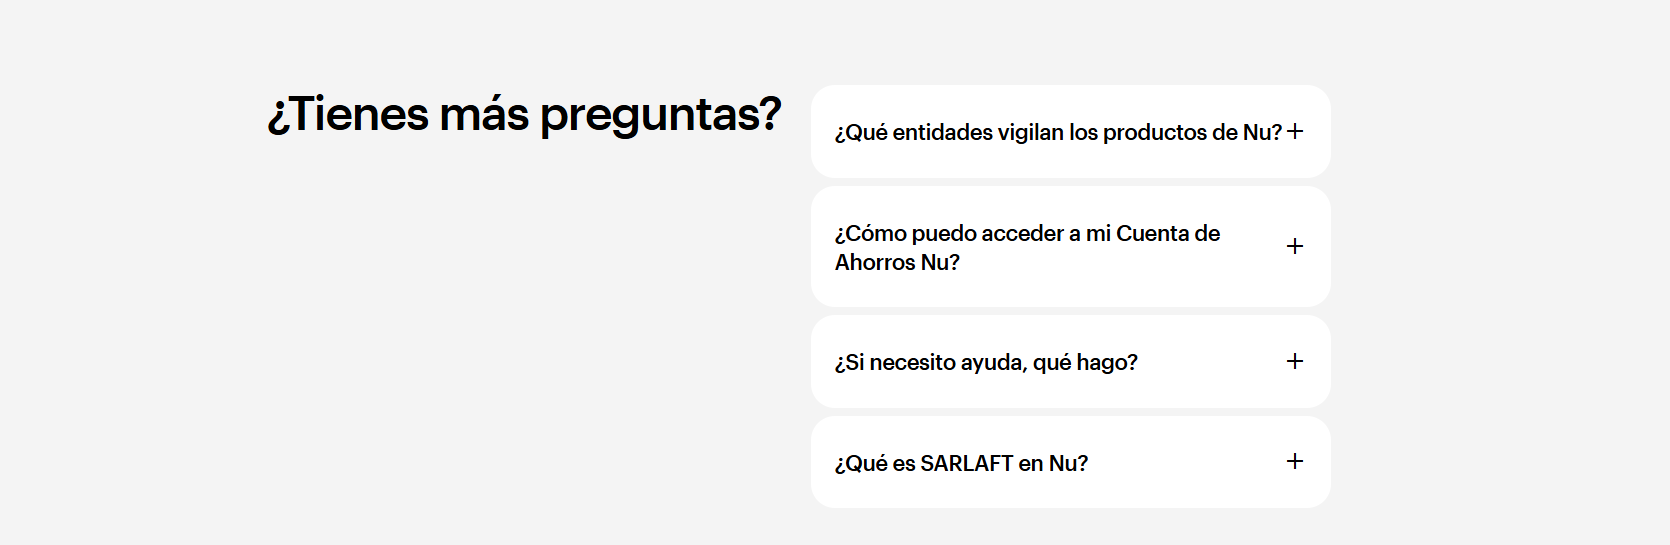 ¿Tienes más preguntas?
¿Qué entidades vigilan los productos de Nu?
¿Cómo puedo acceder a mi Cuenta de
Ahorros Nu?
¿Si necesito ayuda, qué hago?
¿Qué es SARLAFT en Nu?